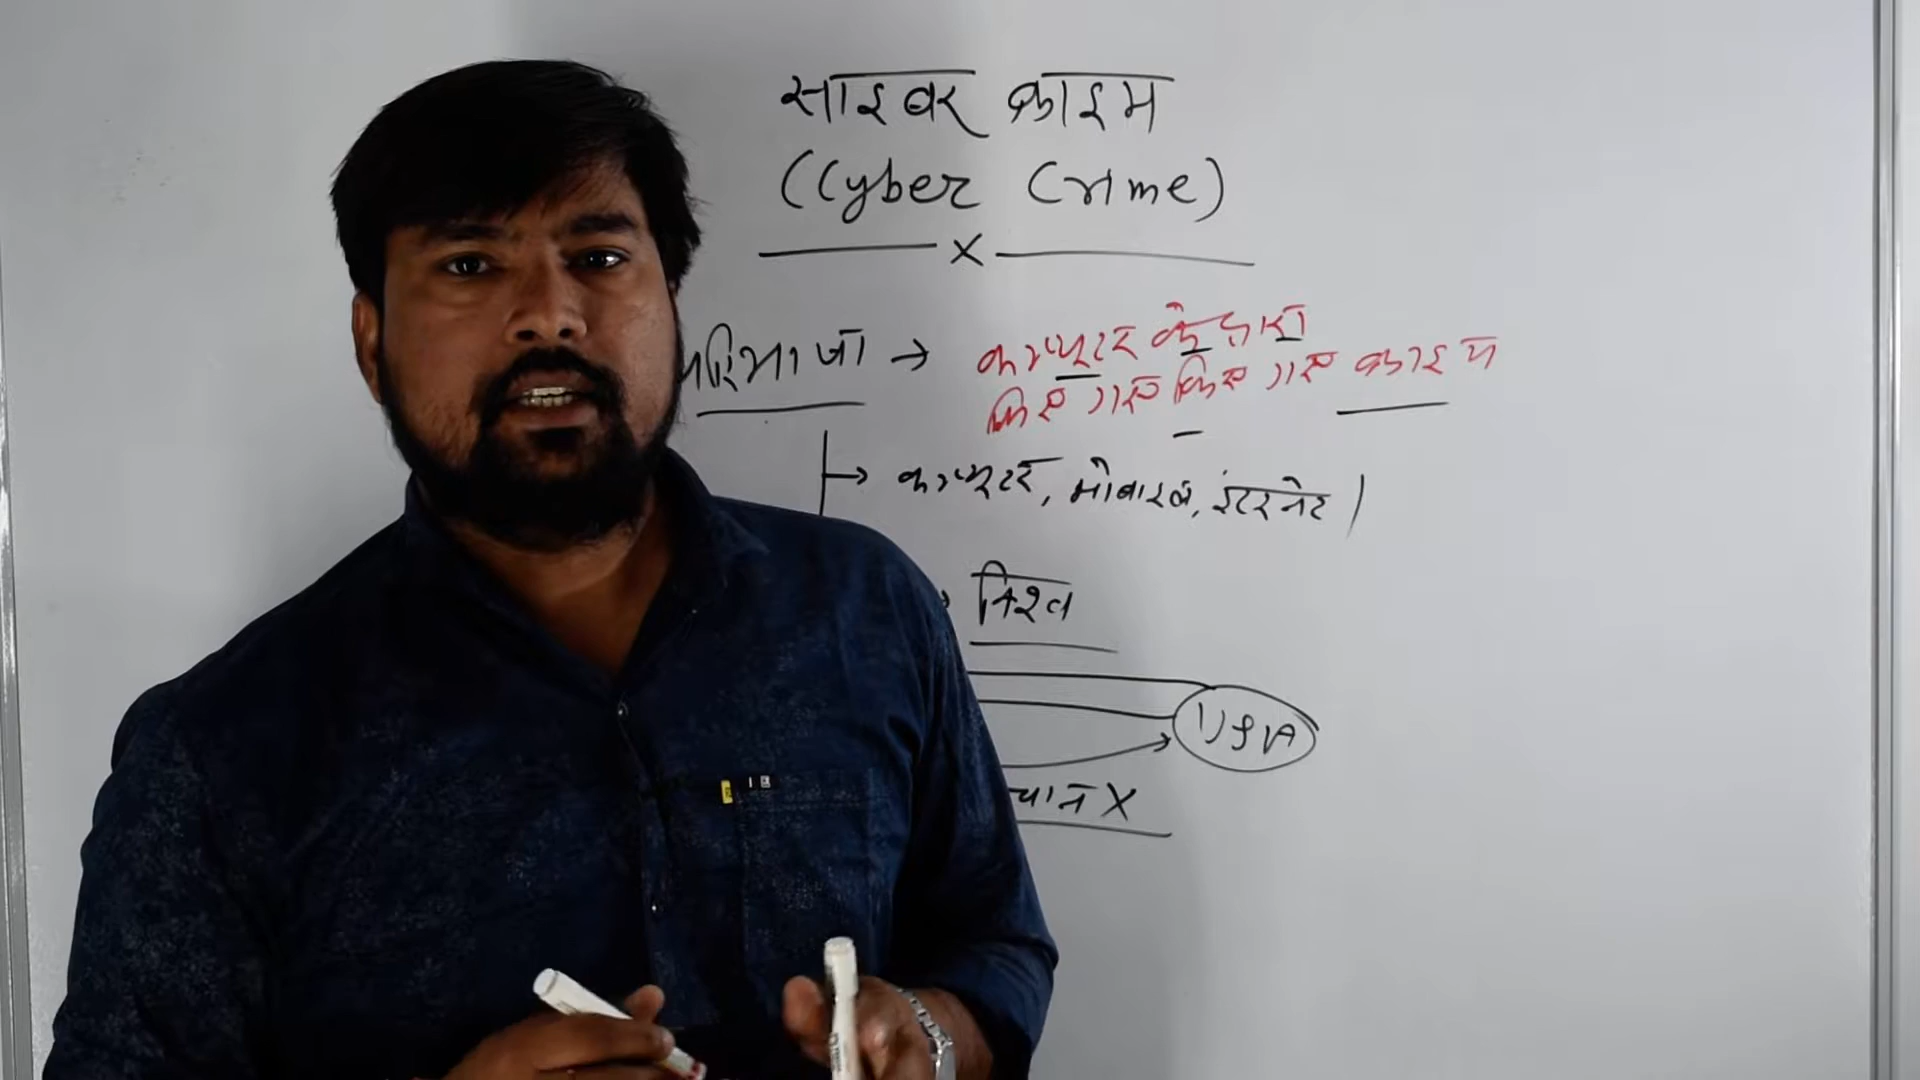 साइबर क्राइम
(Cyber Crime)
परिभाषा → कम्प्यूटर के द्वारा
किए गए किए गए क्राइम
→ कम्प्यूटर, मोबाइल, इंटरनेट।
विश्व
USA
X